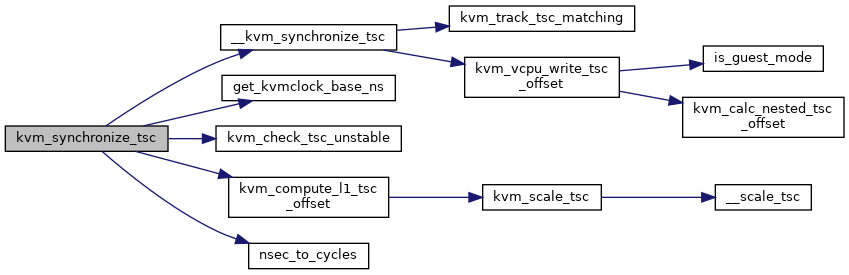 kvm_synchronize_tsc
__kvm_synchronize_tsc
get_kvmclock_base_ns
kvm_check_tsc_unstable
kvm_compute_l1_tsc
_offset
nsec_to_cycles
kvm_track_tsc_matching
kvm_vcpu_write_tsc
_offset
kvm_scale_tsc
is_guest_mode
kvm_calc_nested_tsc
_offset
__scale_tsc